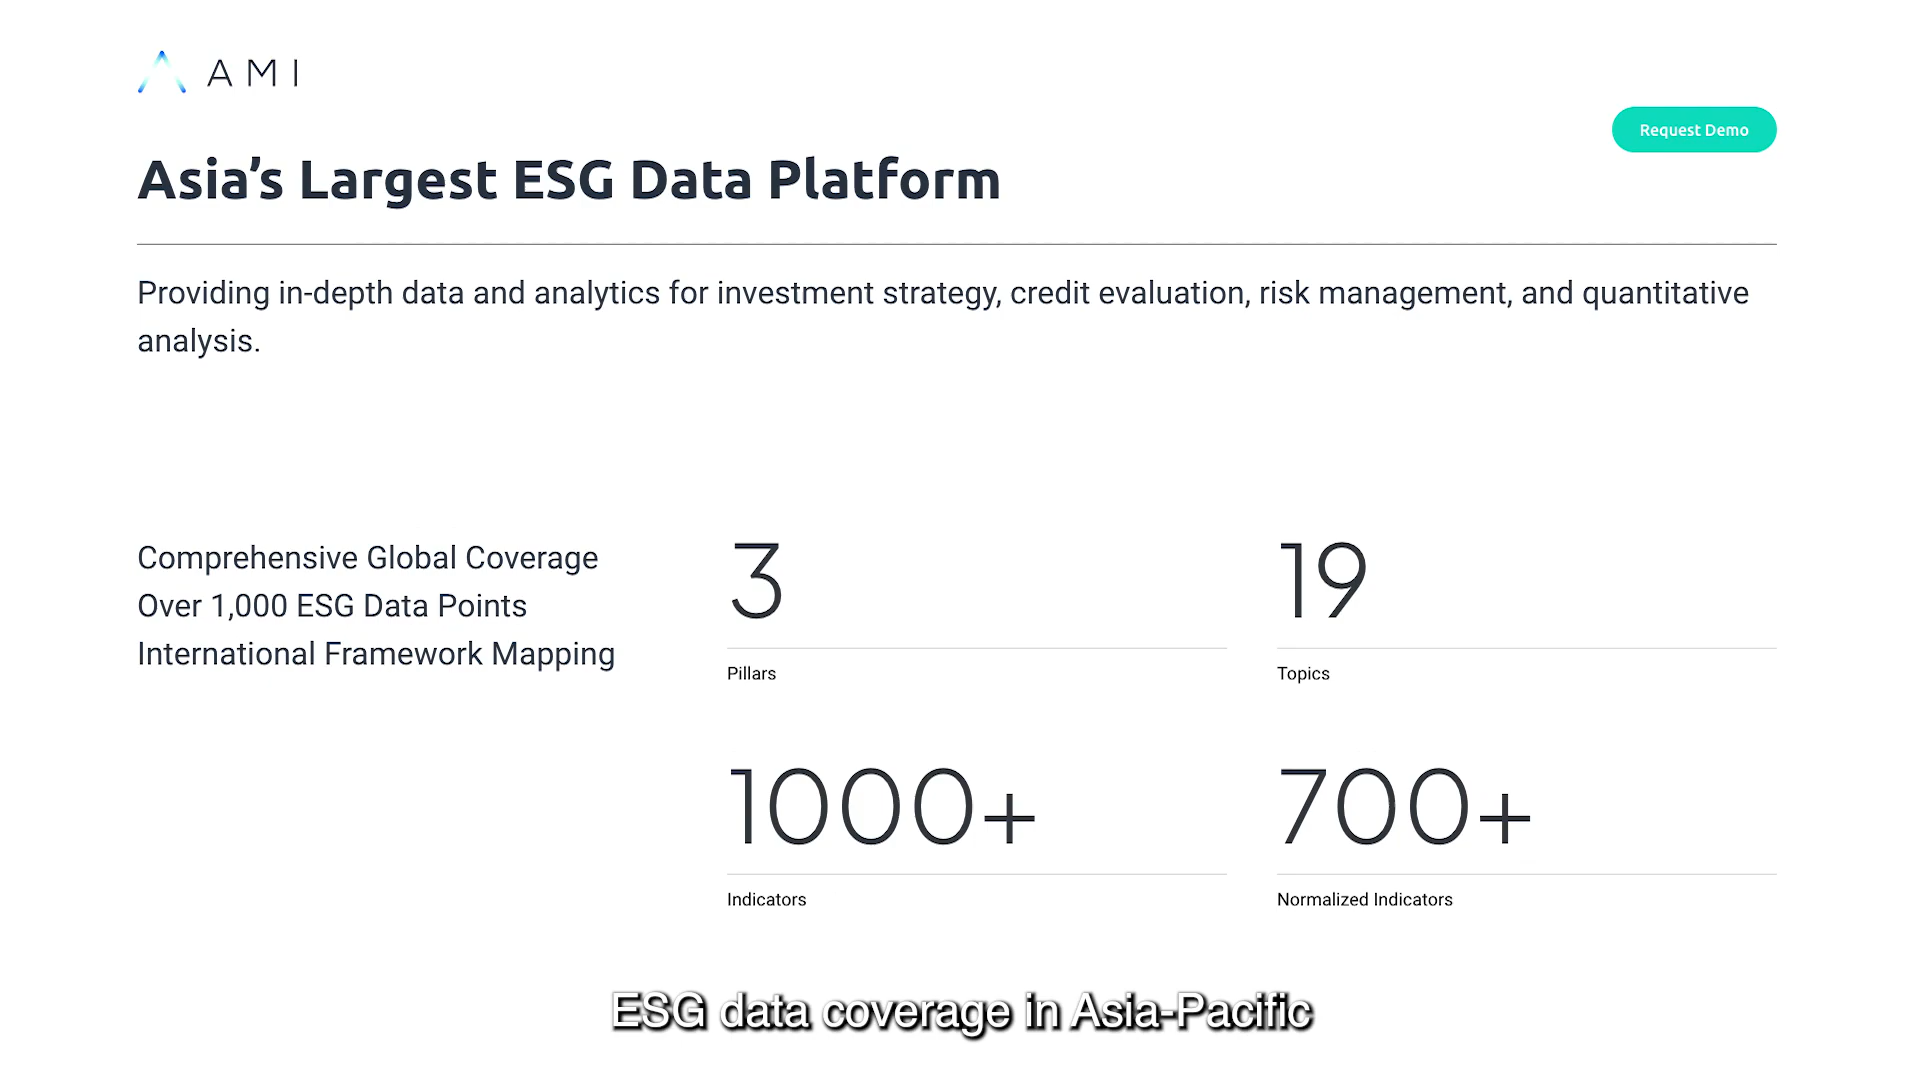 AMI
Request Demo
Asia’s Largest ESG Data Platform
Providing in-depth data and analytics for investment strategy, credit evaluation, risk management, and quantitative
analysis.
Comprehensive Global Coverage
Over 1,000 ESG Data Points
International Framework Mapping
3
Pillars
19
Topics
1000+
Indicators
700+
Normalized Indicators
ESG data coverage in Asia-Pacific